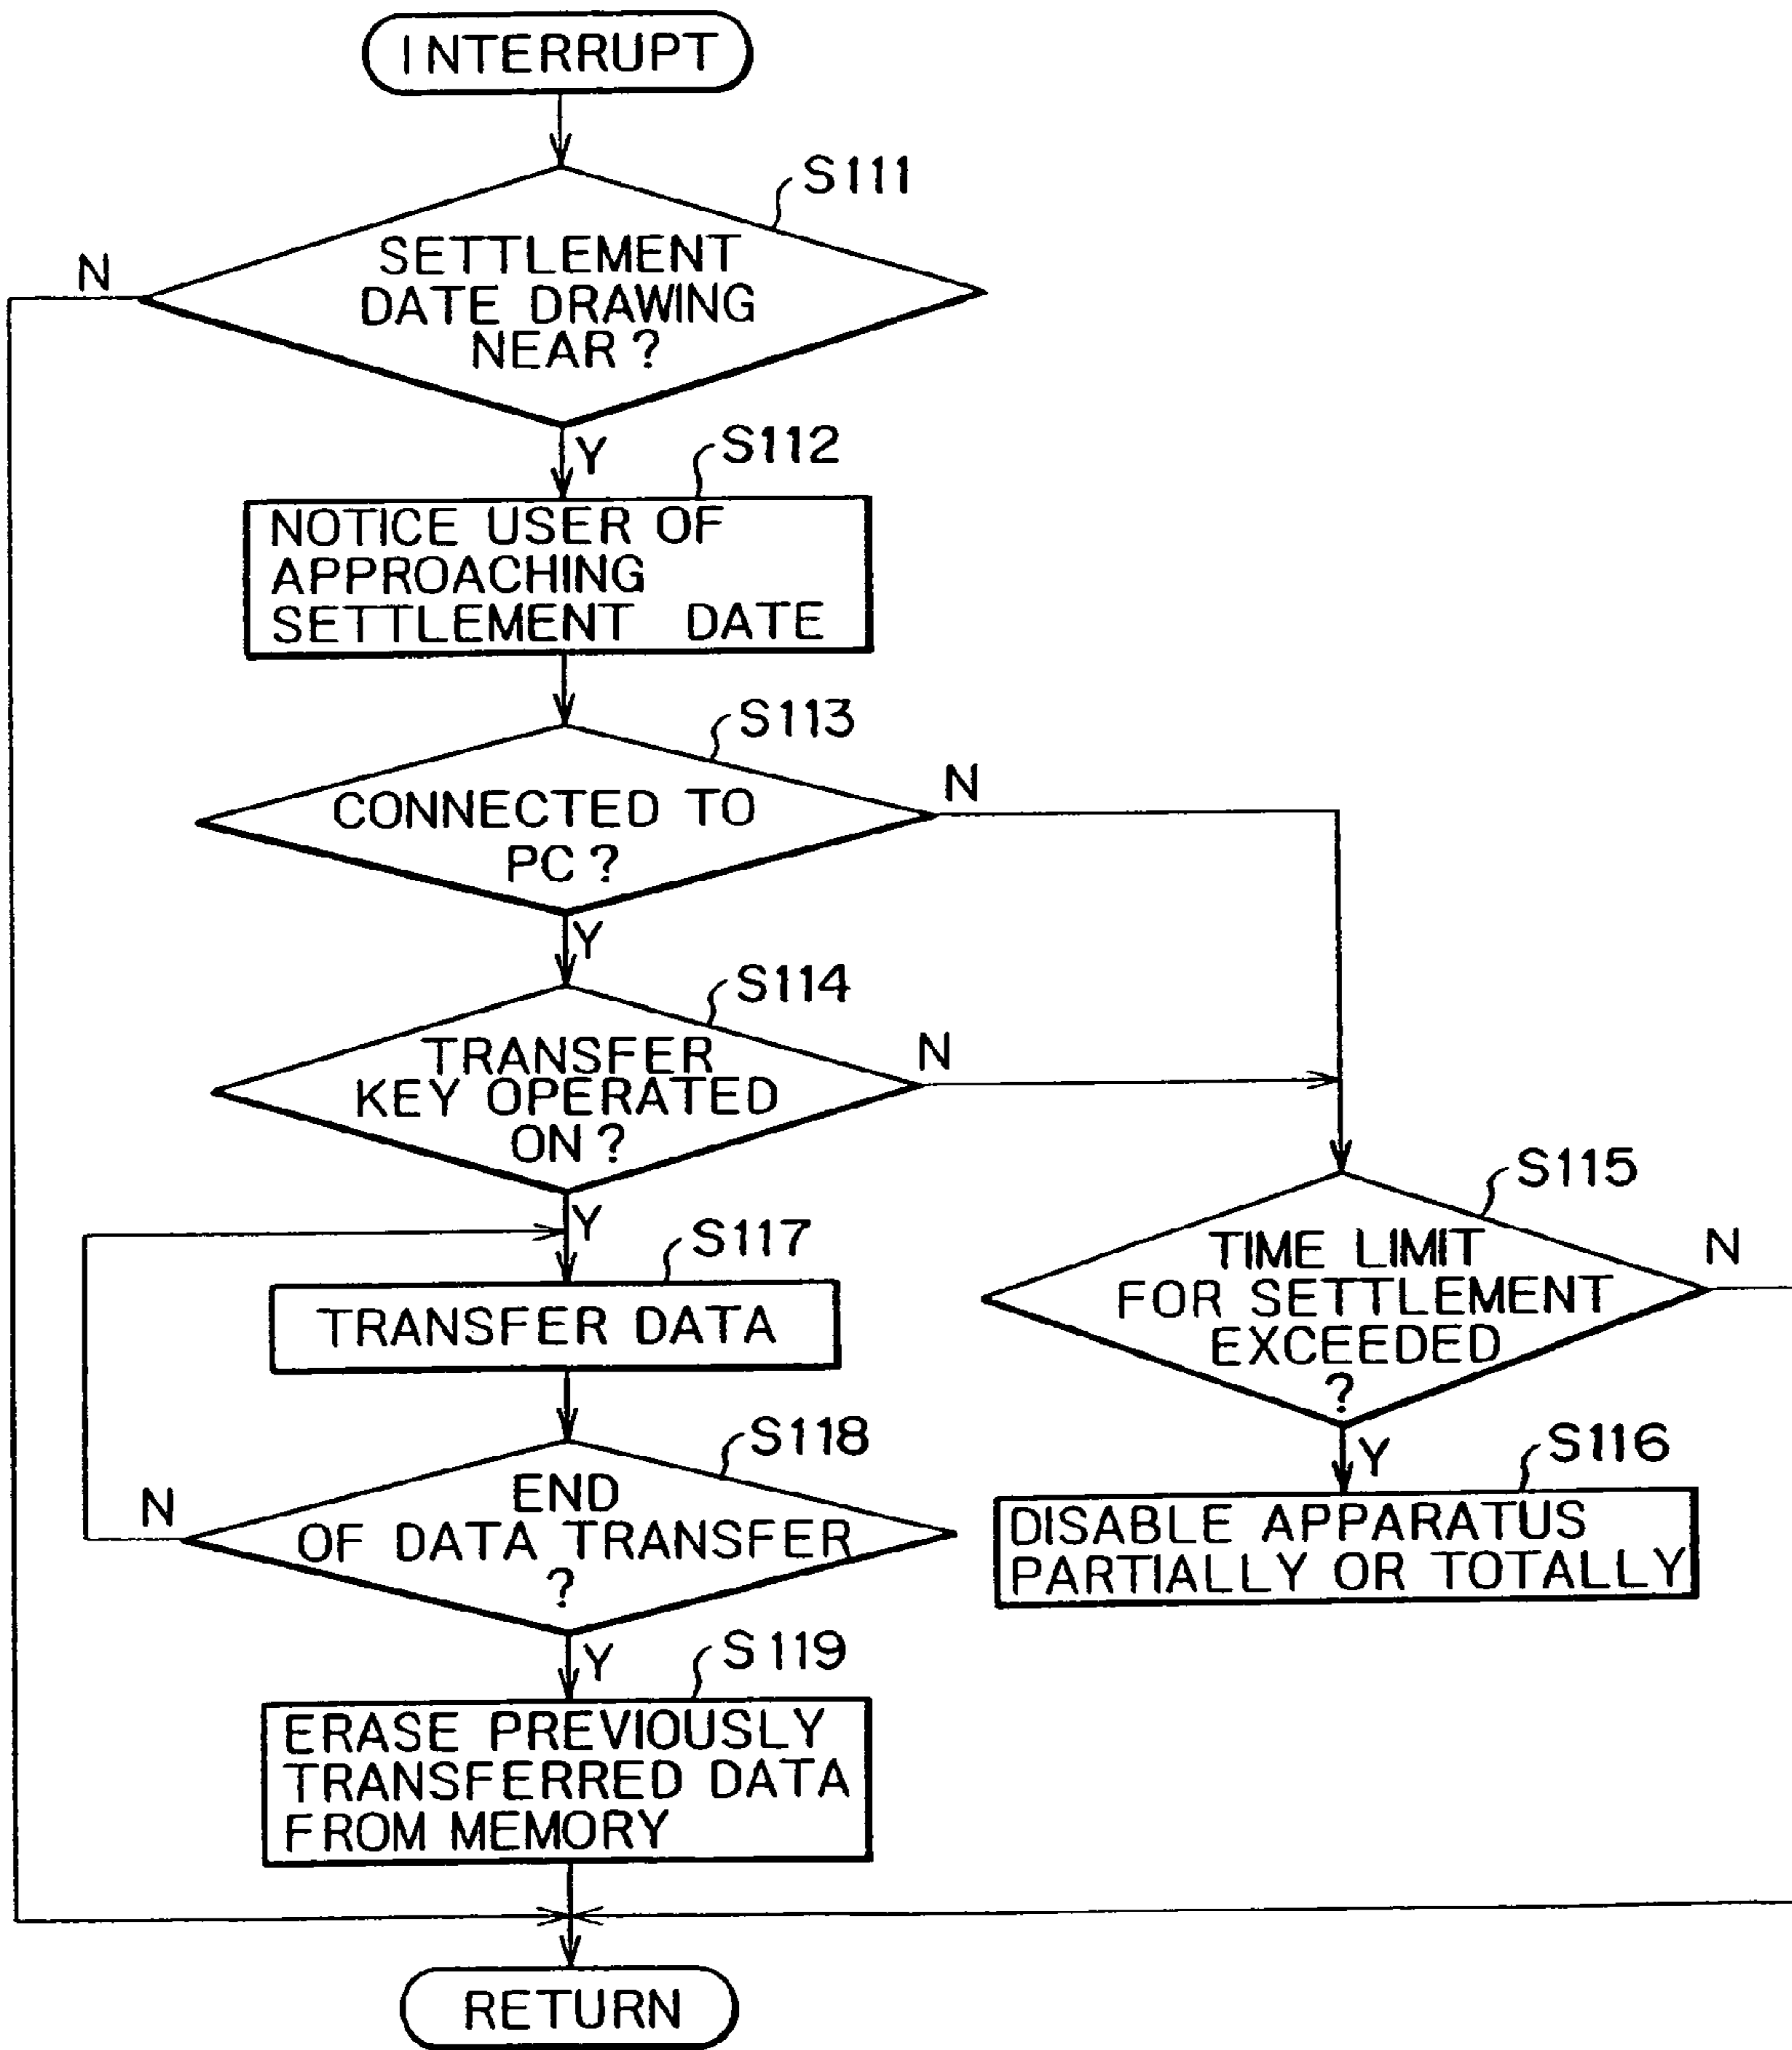 INTERRUPT
S111
SETTLEMENT
DATE DRAWING
NEAR ?
N
Y
S112
NOTICE USER OF
APPROACHING
SETTLEMENT DATE
S113
CONNECTED TO
PC ?
N
Y
S114
TRANSFER
KEY OPERATED
ON ?
N
Y
S115
TIME LIMIT
FOR SETTLEMENT
EXCEEDED
?
N
Y
S116
DISABLE APPARATUS
PARTIALLY OR TOTALLY
S117
TRANSFER DATA
S118
END
OF DATA TRANSFER
?
N
Y
S119
ERASE PREVIOUSLY
TRANSFERRED DATA
FROM MEMORY
RETURN